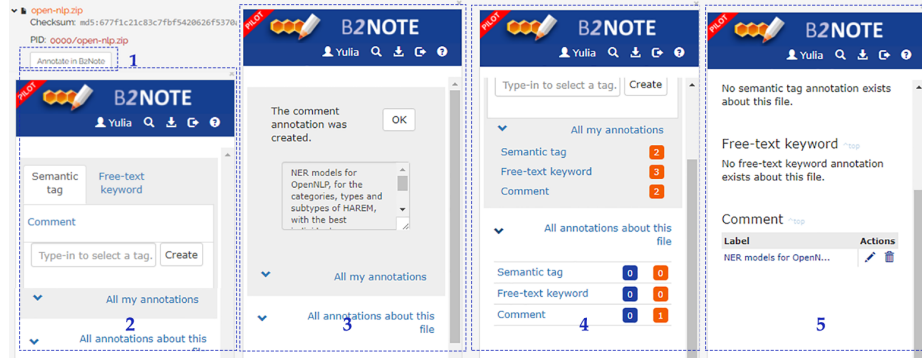 open-nlp.zip
Checksum: md5:677f1c21c83c7fbf5420626f5370
PID: 0000/open-nlp.zip
Annotate in B2Note
1
PILOT
B2NOTE
Yulia
Semantic tag
Free-text keyword
Comment
Type-in to select a tag.
Create
All my annotations
2
All annotations about this file
PILOT
B2NOTE
Yulia
The comment annotation was created.
OK
NER models for
OpenNLP, for the
categories, types and
subtypes of HAREM,
with the best
All my annotations
All annotations about this file
3
PILOT
B2NOTE
Yulia
Type-in to select a tag.
Create
All my annotations
Semantic tag 2
Free-text keyword 3
Comment 2
All annotations about this file
Semantic tag 0 0
Free-text keyword 0 0
Comment 0 1
4
PILOT
B2NOTE
Yulia
No semantic tag annotation exists
about this file.
Free-text keyword ^top
No free-text keyword annotation
exists about this file.
Comment ^top
Label Actions
NER models for OpenN...
5